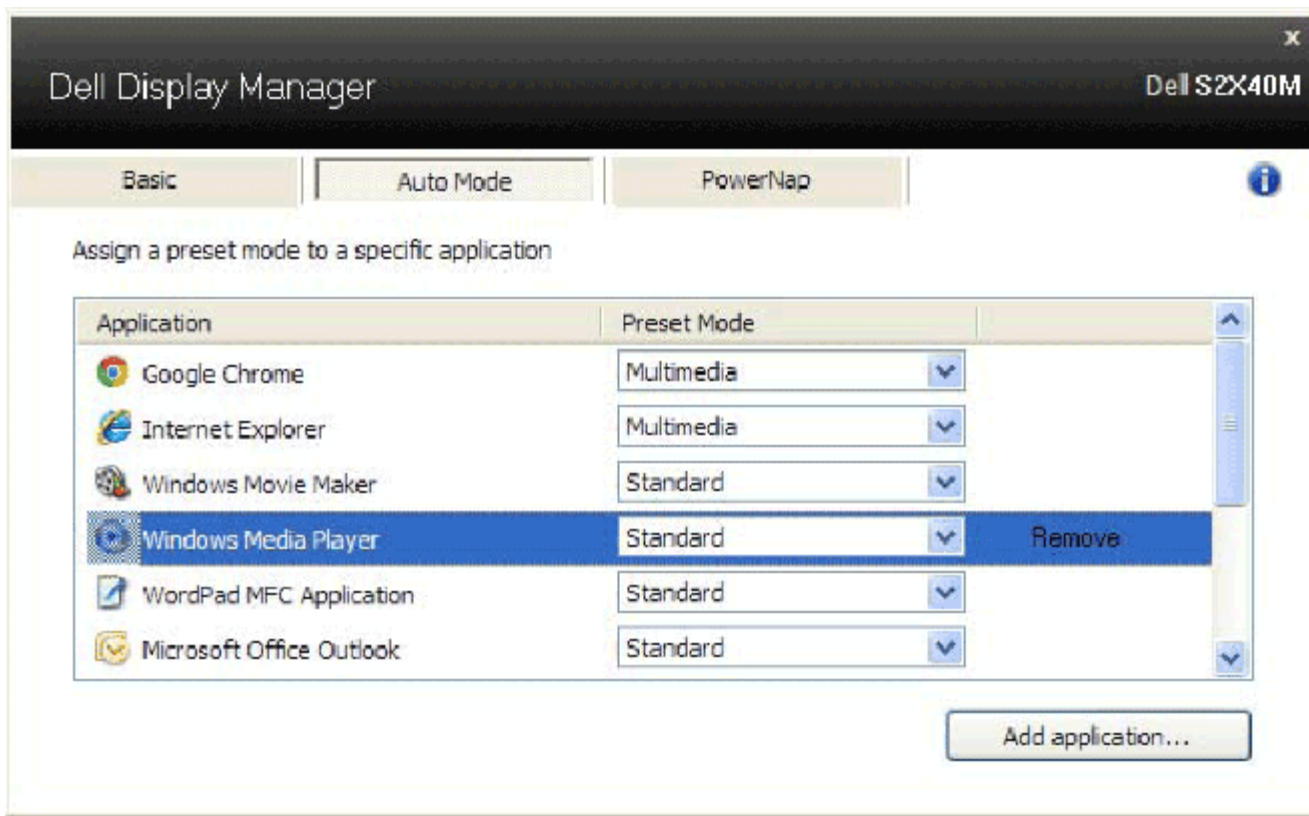 x
Dell Display Manager
Dell S2X40M
Basic Auto Mode PowerNap
Assign a preset mode to a specific application
Application Preset Mode
Google Chrome Multimedia
Internet Explorer Multimedia
Windows Movie Maker Standard
Windows Media Player Standard Remove
WordPad MFC Application Standard
Microsoft Office Outlook Standard
Add application...